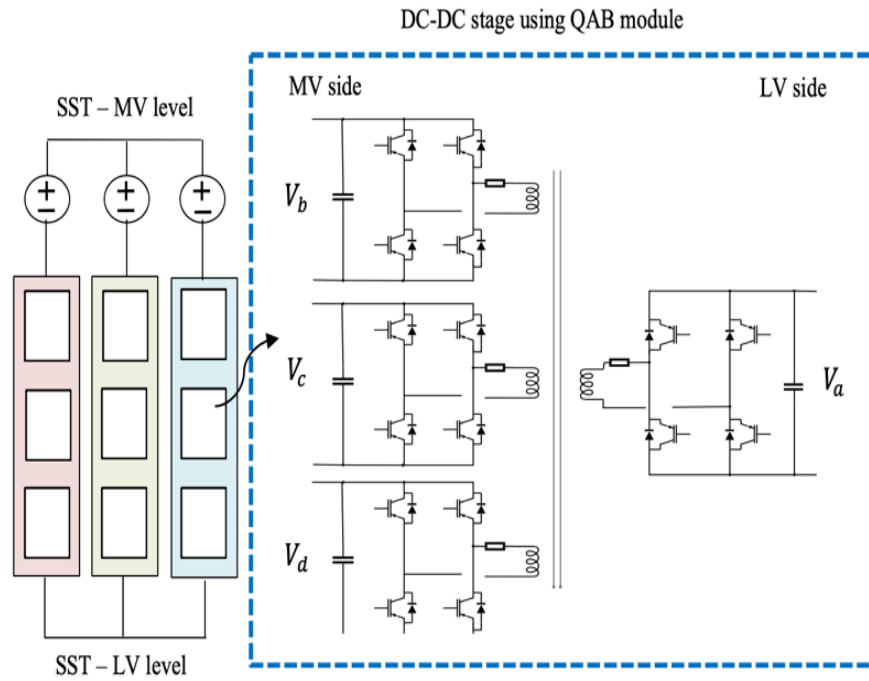 DC-DC stage using QAB module
SST – MV level
MV side
LV side
V_b
V_c
V_a
V_d
SST – LV level